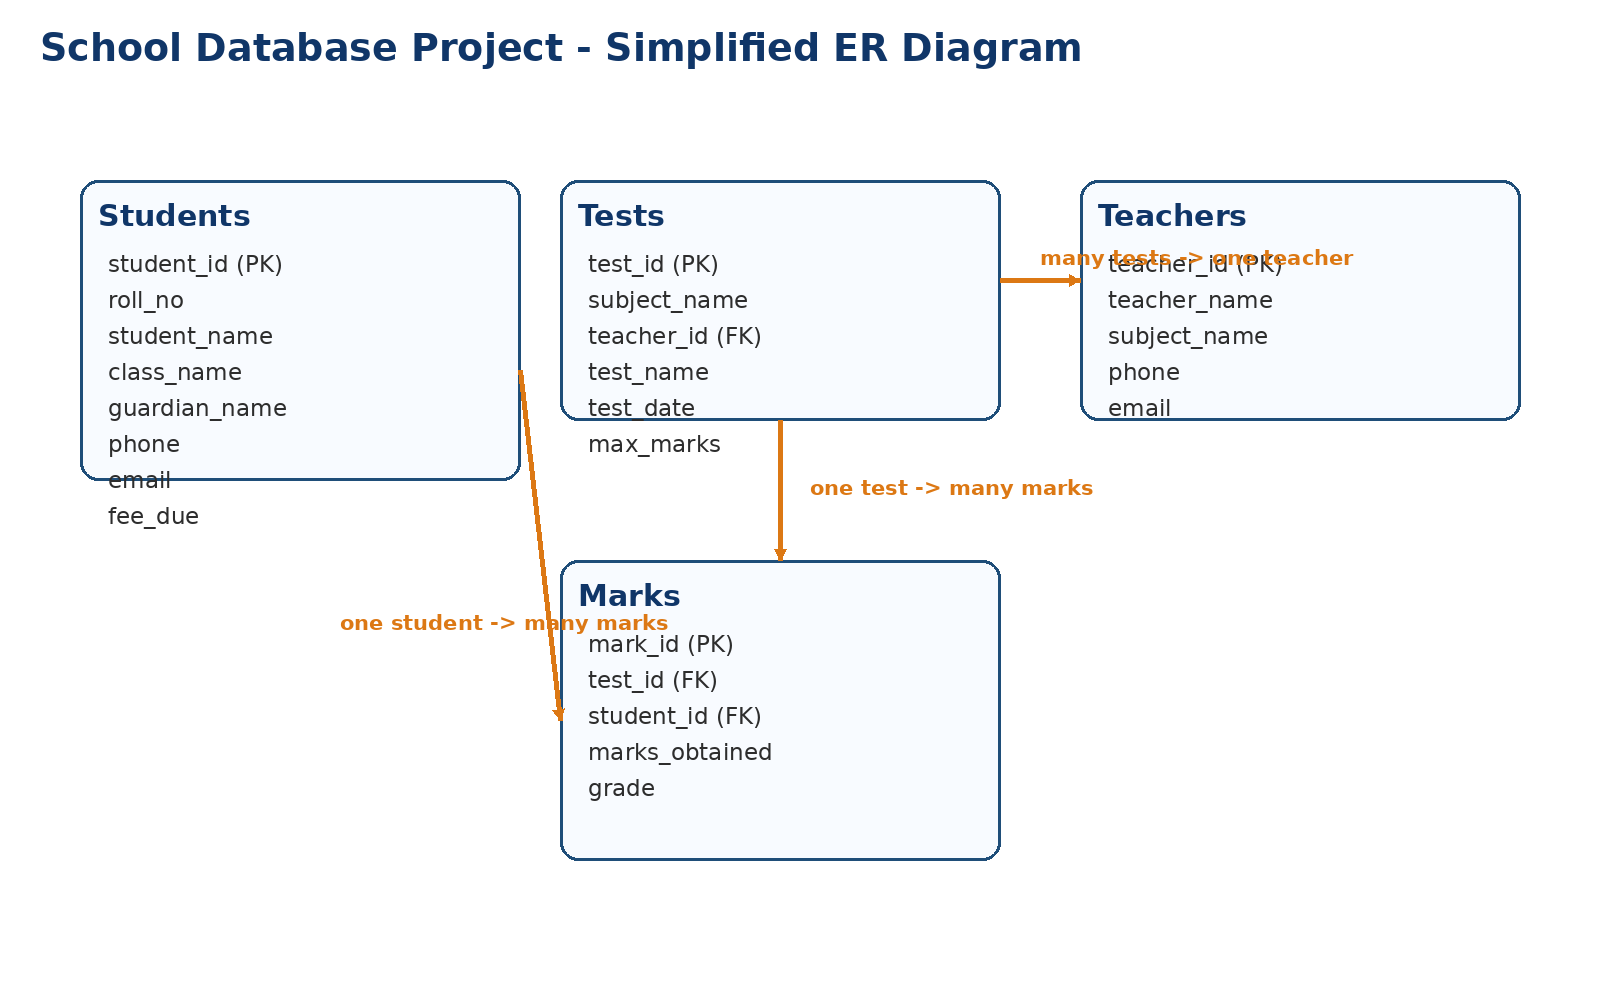 School Database Project - Simplified ER Diagram
Students
student_id (PK)
roll_no
student_name
class_name
guardian_name
phone
email
fee_due
Tests
test_id (PK)
subject_name
teacher_id (FK)
test_name
test_date
max_marks
many tests -> one teacher
Teachers
teacher_id (PK)
teacher_name
subject_name
phone
email
one test -> many marks
one student -> many marks
Marks
mark_id (PK)
test_id (FK)
student_id (FK)
marks_obtained
grade